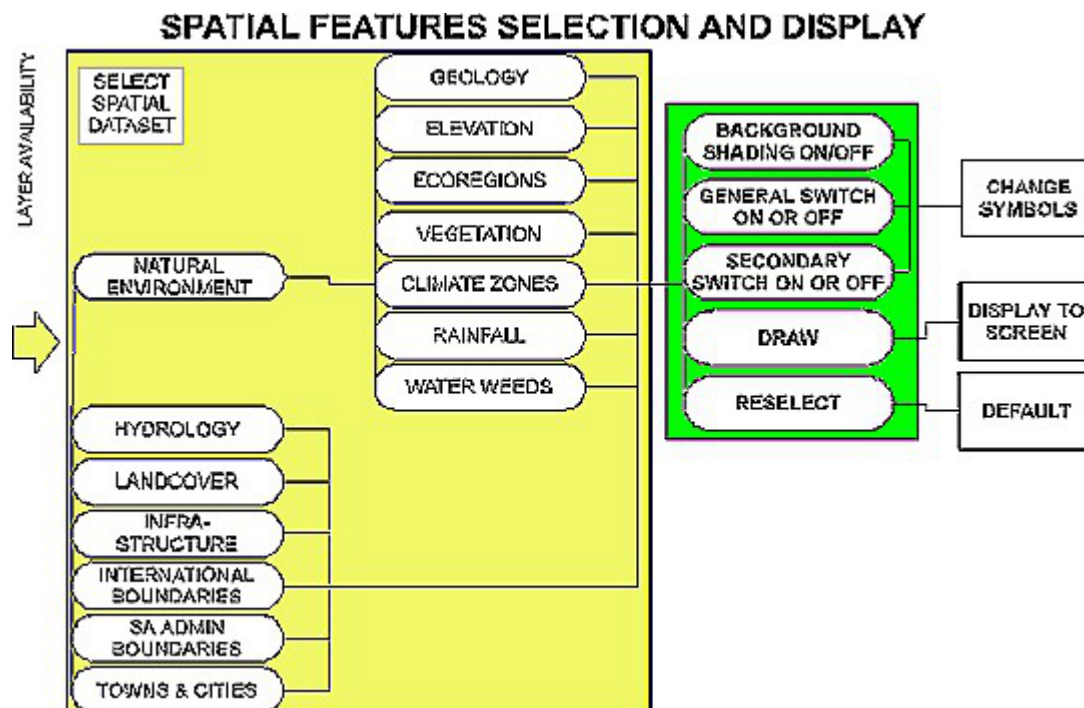 SPATIAL FEATURES SELECTION AND DISPLAY
LAYER AVAILABILITY
SELECT
SPATIAL
DATASET
NATURAL
ENVIRONMENT
HYDROLOGY
LANDCOVER
INFRA-
STRUCTURE
INTERNATIONAL
BOUNDARIES
SA ADMIN
BOUNDARIES
TOWNS & CITIES
GEOLOGY
ELEVATION
ECOREGIONS
VEGETATION
CLIMATE ZONES
RAINFALL
WATER WEEDS
BACKGROUND
SHADING ON/OFF
GENERAL SWITCH
ON OR OFF
SECONDARY
SWITCH ON OR OFF
DRAW
RESELECT
CHANGE
SYMBOLS
DISPLAY TO
SCREEN
DEFAULT